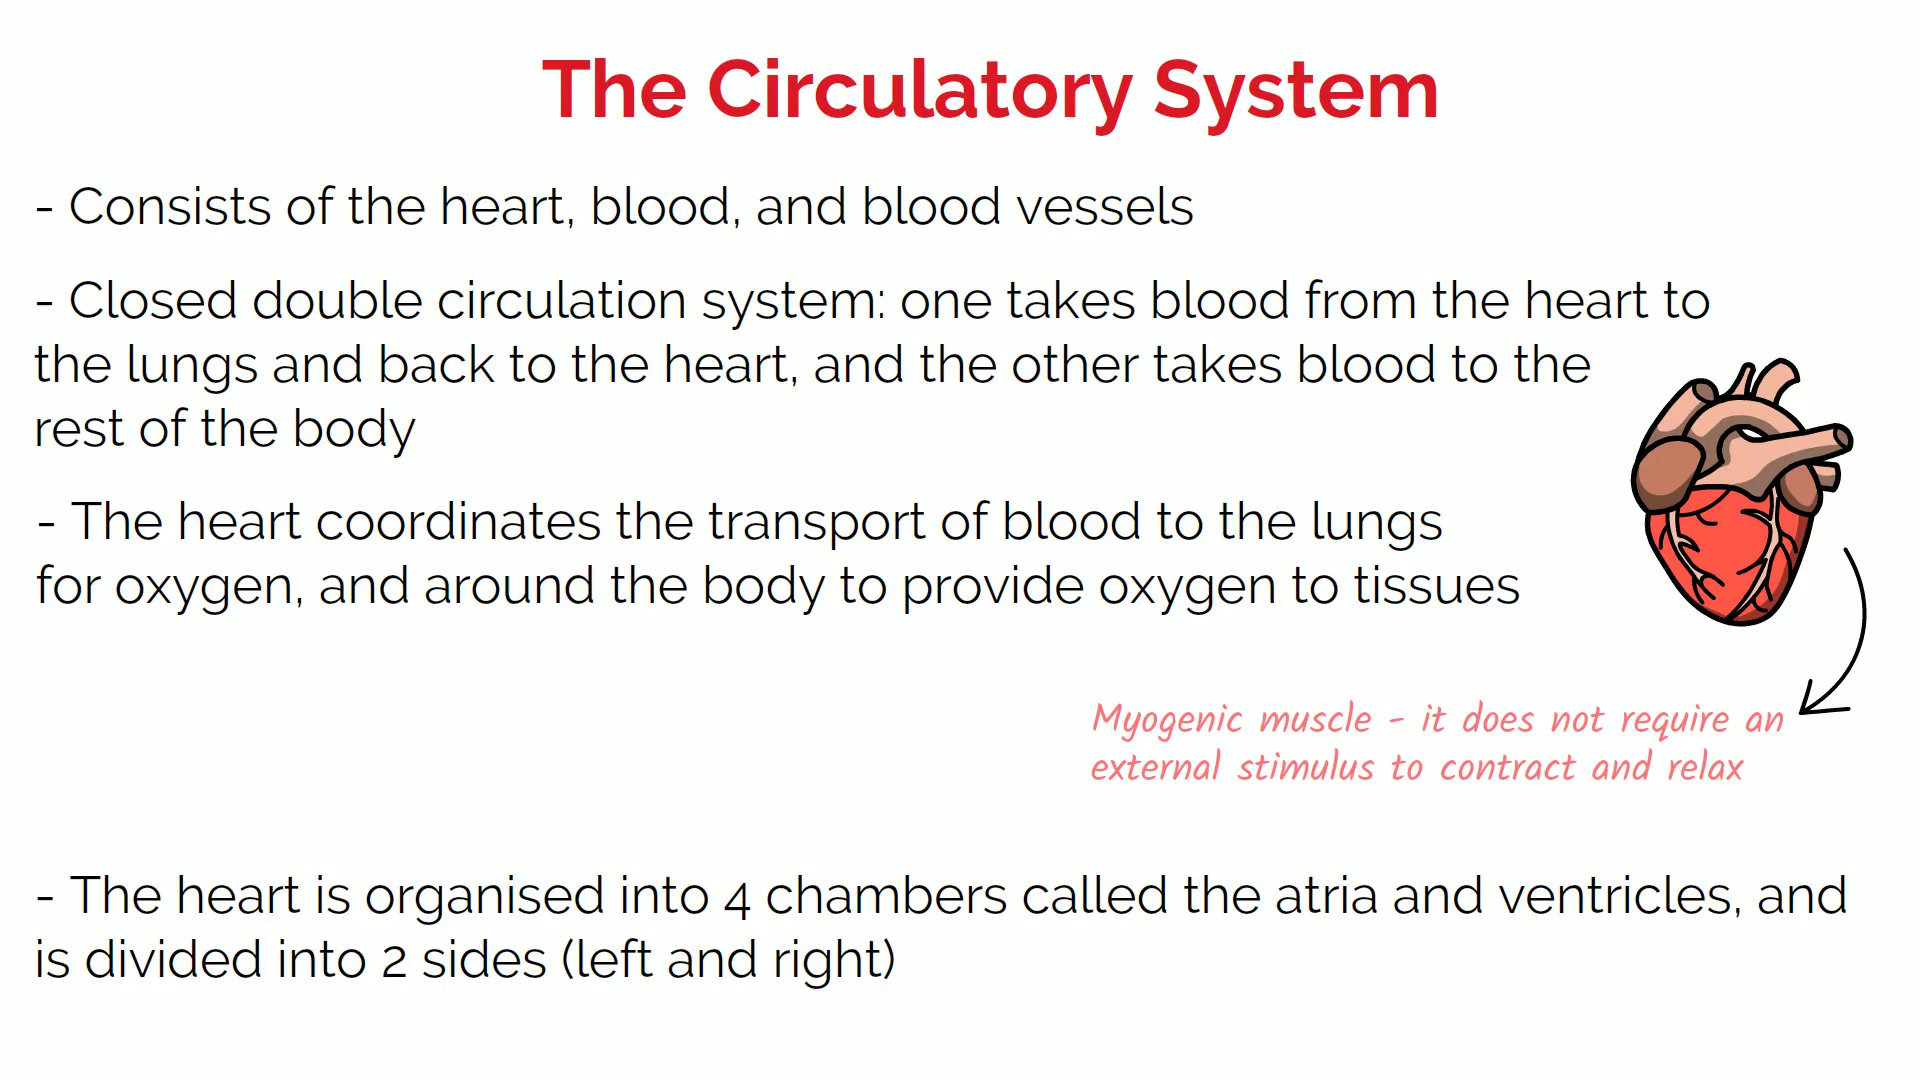 The Circulatory System
- Consists of the heart, blood, and blood vessels
- Closed double circulation system: one takes blood from the heart to
the lungs and back to the heart, and the other takes blood to the
rest of the body
- The heart coordinates the transport of blood to the lungs
for oxygen, and around the body to provide oxygen to tissues
Myogenic muscle - it does not require an
external stimulus to contract and relax
- The heart is organised into 4 chambers called the atria and ventricles, and
is divided into 2 sides (left and right)